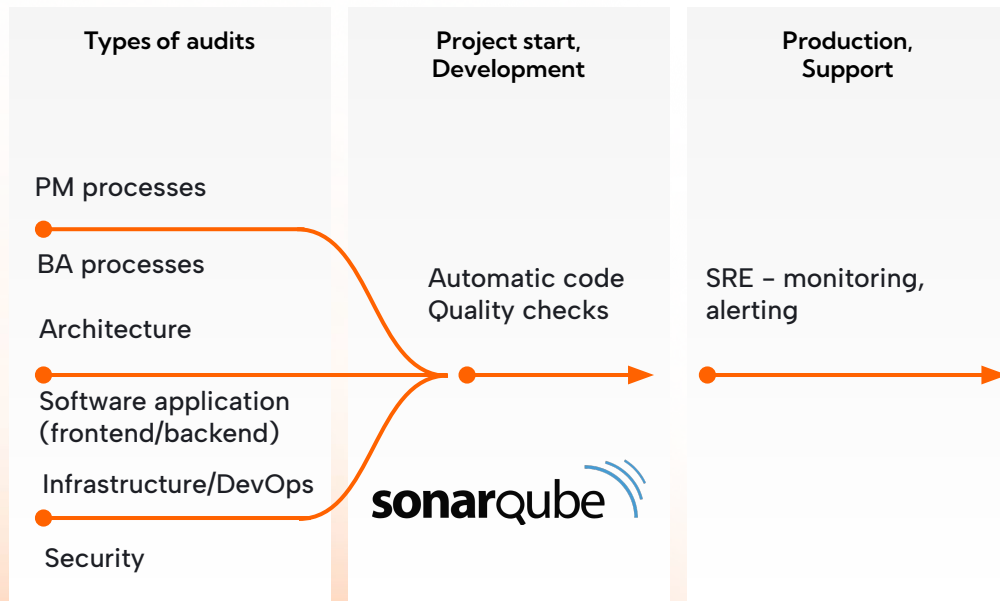 Types of audits
PM processes
BA processes
Architecture
Software application
(frontend/backend)
Infrastructure/DevOps
Security
Project start,
Development
Automatic code
Quality checks
sonarqube
Production,
Support
SRE – monitoring,
alerting